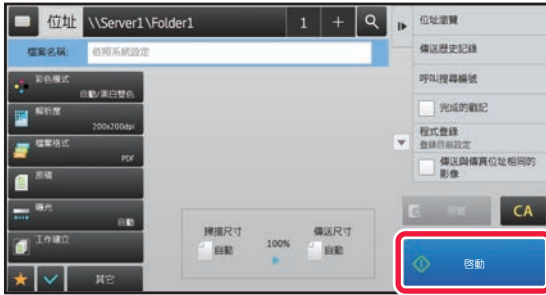 位址 \\Server1\Folder1 1 +
檔案名稱: 依照系統設定
彩色模式
自動/黑白雙色
解析度
200x200dpi
檔案格式
PDF
原稿
曝光
自動
工作建立
其它
掃描尺寸
自動
100%
傳送尺寸
自動
位址瀏覽
傳送歷史記錄
呼叫搜尋編號
完成的戳記
程式登錄
登錄目前設定
傳送與傳真位址相同的
影像
預覽
CA
啓動